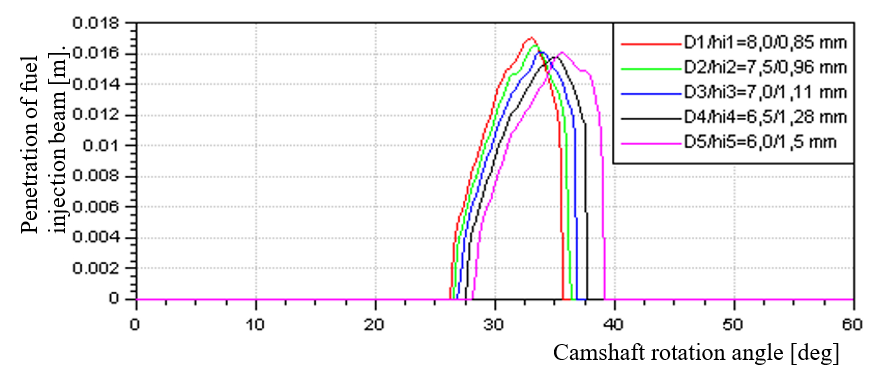 Penetration of fuel
injection beam [m].
0.018
0.016
0.014
0.012
0.01
0.008
0.006
0.004
0.002
0
0 10 20 30 40 50 60
Camshaft rotation angle [deg]
D1/hi1=8,0/0,85 mm
D2/hi2=7,5/0,96 mm
D3/hi3=7,0/1,11 mm
D4/hi4=6,5/1,28 mm
D5/hi5=6,0/1,5 mm